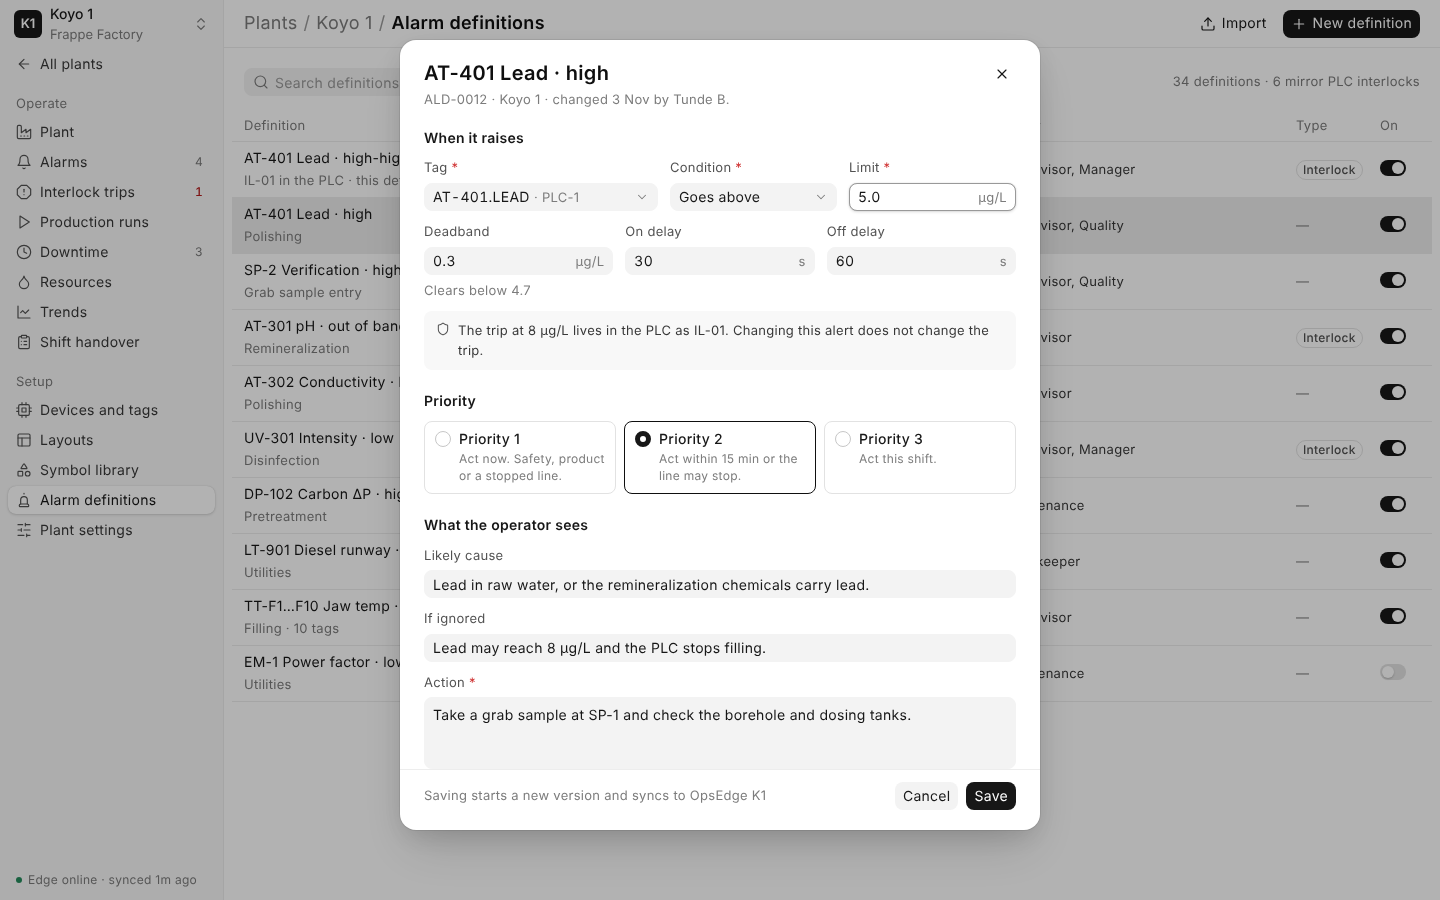 K1
Koyo 1
Frappe Factory
All plants
Operate
Plant
Alarms 4
Interlock trips 1
Production runs
Downtime 3
Resources
Trends
Shift handover
Setup
Devices and tags
Layouts
Symbol library
Alarm definitions
Plant settings
Edge online · synced 1m ago
Plants / Koyo 1 / Alarm definitions
Import
New definition
Search definitions
34 definitions · 6 mirror PLC interlocks
Definition
Type
On
AT-401 Lead · high-hig
IL-01 in the PLC · this de
visor, Manager
Interlock
AT-401 Lead · high
Polishing
visor, Quality
—
SP-2 Verification · high
Grab sample entry
visor, Quality
—
AT-301 pH · out of ban
Remineralization
visor
Interlock
AT-302 Conductivity ·
Polishing
visor
—
UV-301 Intensity · low
Disinfection
visor, Manager
Interlock
DP-102 Carbon ΔP · hig
Pretreatment
enance
—
LT-901 Diesel runway ·
Utilities
keeper
—
TT-F1...F10 Jaw temp ·
Filling · 10 tags
visor
—
EM-1 Power factor · low
Utilities
enance
—
AT-401 Lead · high
ALD-0012 · Koyo 1 · changed 3 Nov by Tunde B.
When it raises
Tag *
Condition *
Limit *
AT-401.LEAD · PLC-1
Goes above
5.0 µg/L
Deadband
On delay
Off delay
0.3 µg/L
30 s
60 s
Clears below 4.7
The trip at 8 µg/L lives in the PLC as IL-01. Changing this alert does not change the
trip.
Priority
Priority 1
Act now. Safety, product
or a stopped line.
Priority 2
Act within 15 min or the
line may stop.
Priority 3
Act this shift.
What the operator sees
Likely cause
Lead in raw water, or the remineralization chemicals carry lead.
If ignored
Lead may reach 8 µg/L and the PLC stops filling.
Action *
Take a grab sample at SP-1 and check the borehole and dosing tanks.
Saving starts a new version and syncs to OpsEdge K1
Cancel
Save